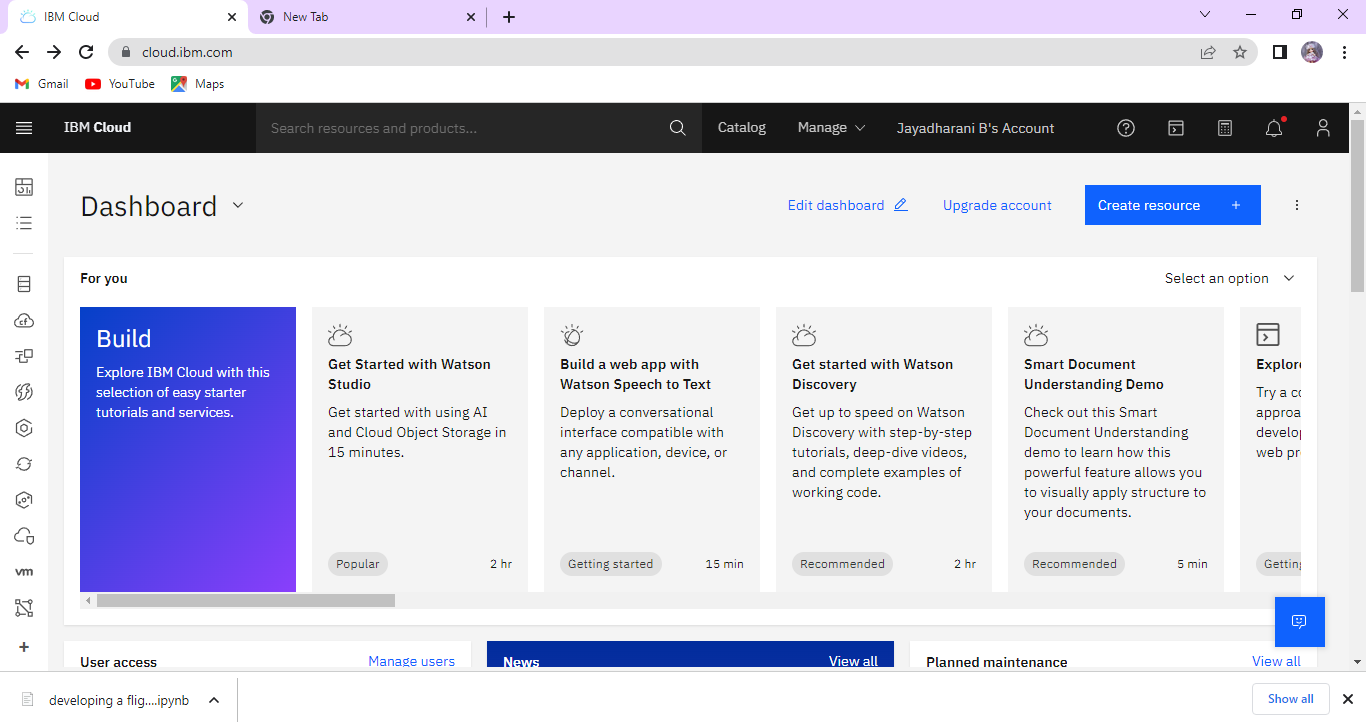 IBM Cloud
New Tab
cloud.ibm.com
Gmail
YouTube
Maps
IBM Cloud
Search resources and products...
Catalog
Manage
Jayadharani B's Account
Dashboard
Edit dashboard
Upgrade account
Create resource +
For you
Select an option
Build
Explore IBM Cloud with this
selection of easy starter
tutorials and services.
Get Started with Watson
Studio
Get started with using AI
and Cloud Object Storage in
15 minutes.
Popular
2 hr
Build a web app with
Watson Speech to Text
Deploy a conversational
interface compatible with
any application, device, or
channel.
Getting started
15 min
Get started with Watson
Discovery
Get up to speed on Watson
Discovery with step-by-step
tutorials, deep-dive videos,
and complete examples of
working code.
Recommended
2 hr
Smart Document
Understanding Demo
Check out this Smart
Document Understanding
demo to learn how this
powerful feature allows you
to visually apply structure to
your documents.
Recommended
5 min
Explor
Try a
approa
develop
web pr
Getting
cf
vm
User access
Manage users
News
View all
Planned maintenance
View all
developing a flig....ipynb
Show all